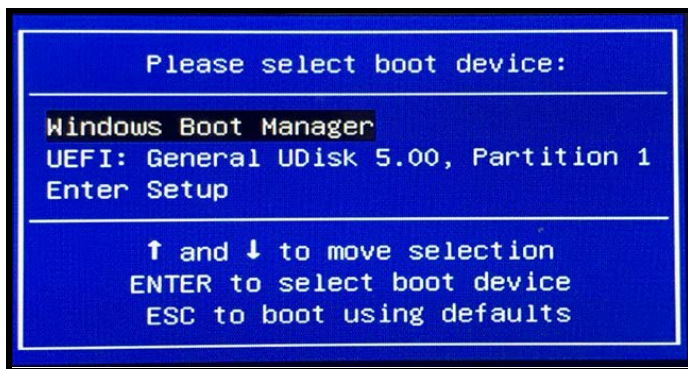 Please select boot device:
Windows Boot Manager
UEFI: General UDisk 5.00, Partition 1
Enter Setup
↑ and ↓ to move selection
ENTER to select boot device
ESC to boot using defaults